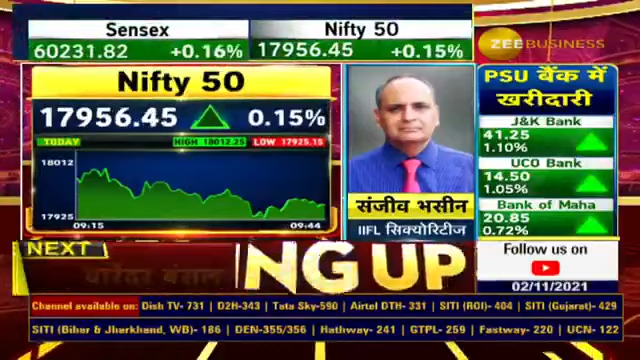 Sensex
60231.82 +0.16%
Nifty 50
17956.45 +0.15%
ZEE BUSINESS
Nifty 50
17956.45 0.15%
TODAY HIGH 18012.25 LOW 17925.15
18012
17925
09:15 09:44
संजीव भसीन
IIFL सिक्योरिटीज
PSU बैंक में
खरीदारी
J&K Bank
41.25
1.10%
UCO Bank
14.50
1.05%
Bank of Maha
20.85
0.72%
NEXT
NG UP
Follow us on
02/11/2021
Channel available on: Dish TV- 731 | D2H-343 | Tata Sky-590 | Airtel DTH- 331 | SITI (ROI)- 404 | SITI (Gujarat)- 429
SITI (Bihar & Jharkhand, WB)- 186 | DEN-355/356 | Hathway- 241 | GTPL- 259 | Fastway- 220 | UCN- 122